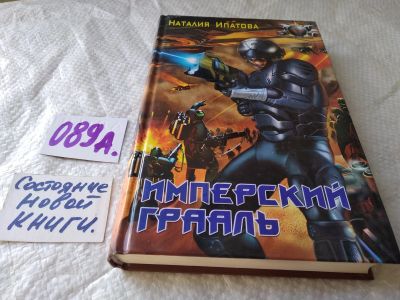 Наталия Ипатова
ИМПЕРСКИЙ
ГРААЛЬ
089А.
Состояние
новой
книги.